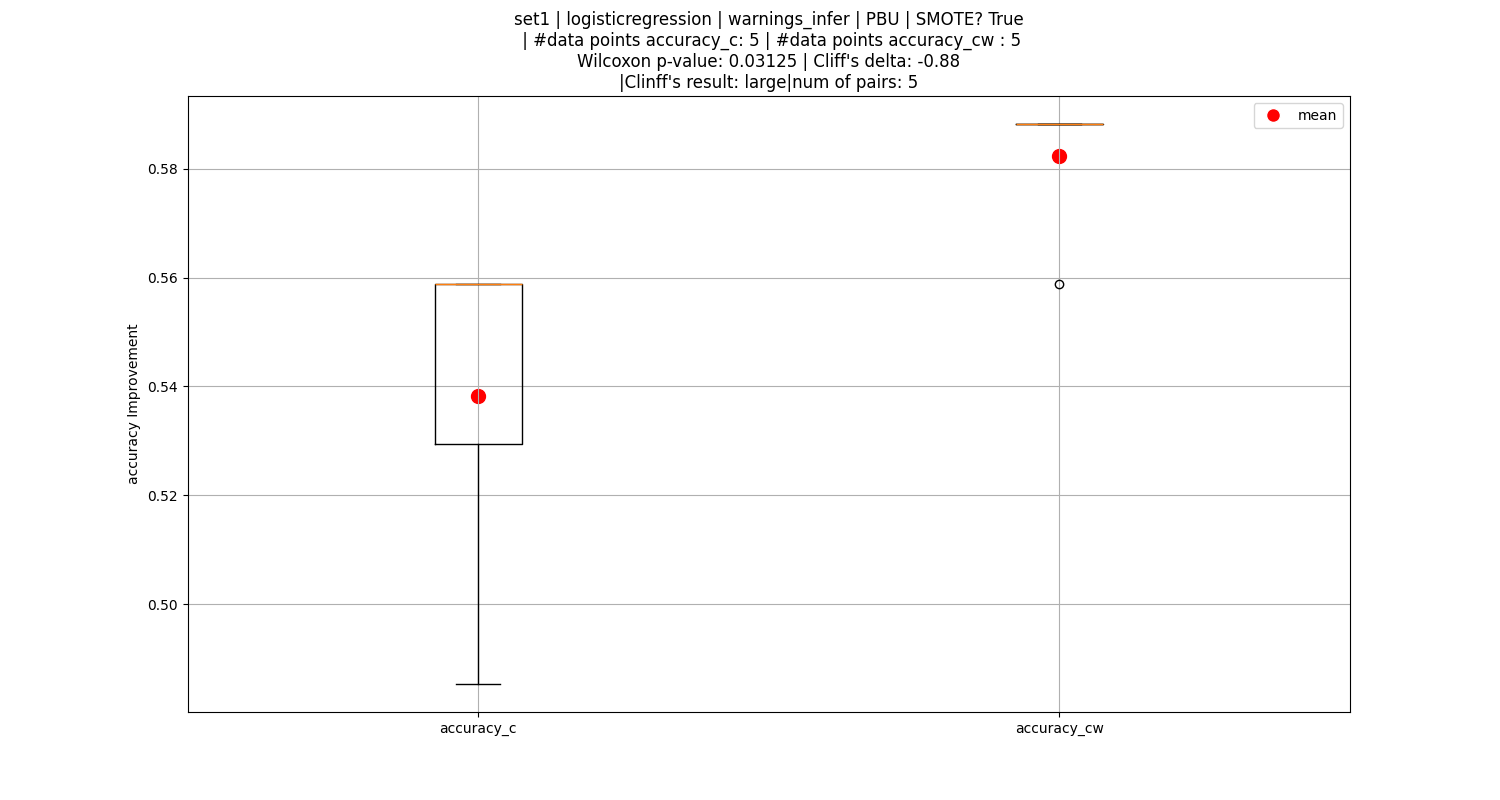 set1 | logisticregression | warnings_infer | PBU | SMOTE? True
| #data points accuracy_c: 5 | #data points accuracy_cw : 5
Wilcoxon p-value: 0.03125 | Cliff's delta: -0.88
|Clinff's result: large|num of pairs: 5
mean
0.58
0.56
0.54
0.52
0.50
accuracy Improvement
accuracy_c
accuracy_cw